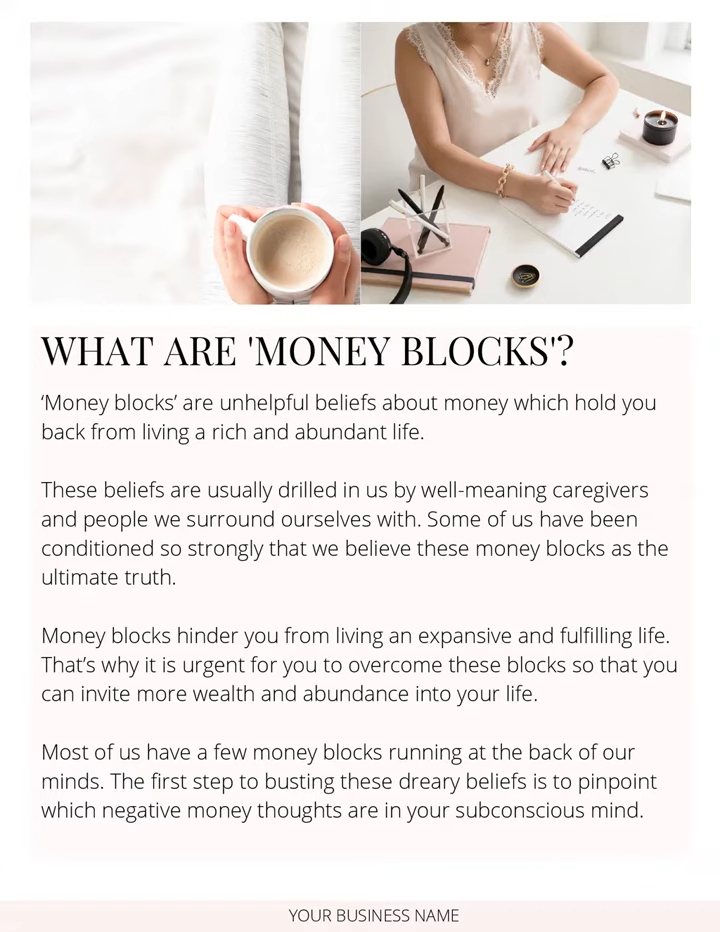 WHAT ARE 'MONEY BLOCKS'?
‘Money blocks’ are unhelpful beliefs about money which hold you
back from living a rich and abundant life.
These beliefs are usually drilled in us by well-meaning caregivers
and people we surround ourselves with. Some of us have been
conditioned so strongly that we believe these money blocks as the
ultimate truth.
Money blocks hinder you from living an expansive and fulfilling life.
That’s why it is urgent for you to overcome these blocks so that you
can invite more wealth and abundance into your life.
Most of us have a few money blocks running at the back of our
minds. The first step to busting these dreary beliefs is to pinpoint
which negative money thoughts are in your subconscious mind.
YOUR BUSINESS NAME